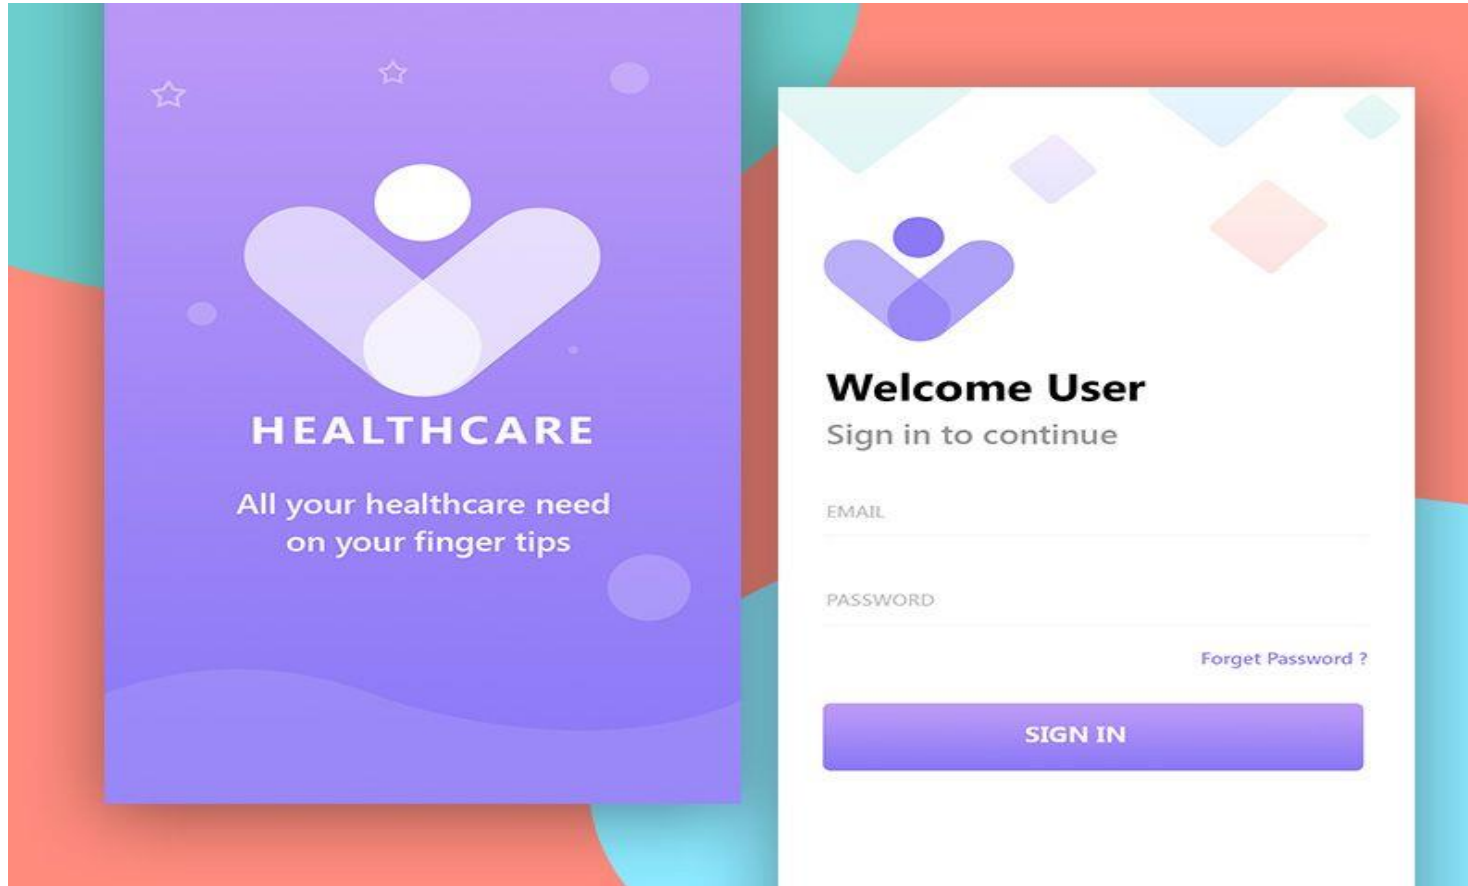 HEALTHCARE
All your healthcare need
on your finger tips
Welcome User
Sign in to continue
EMAIL
PASSWORD
Forget Password ?
SIGN IN